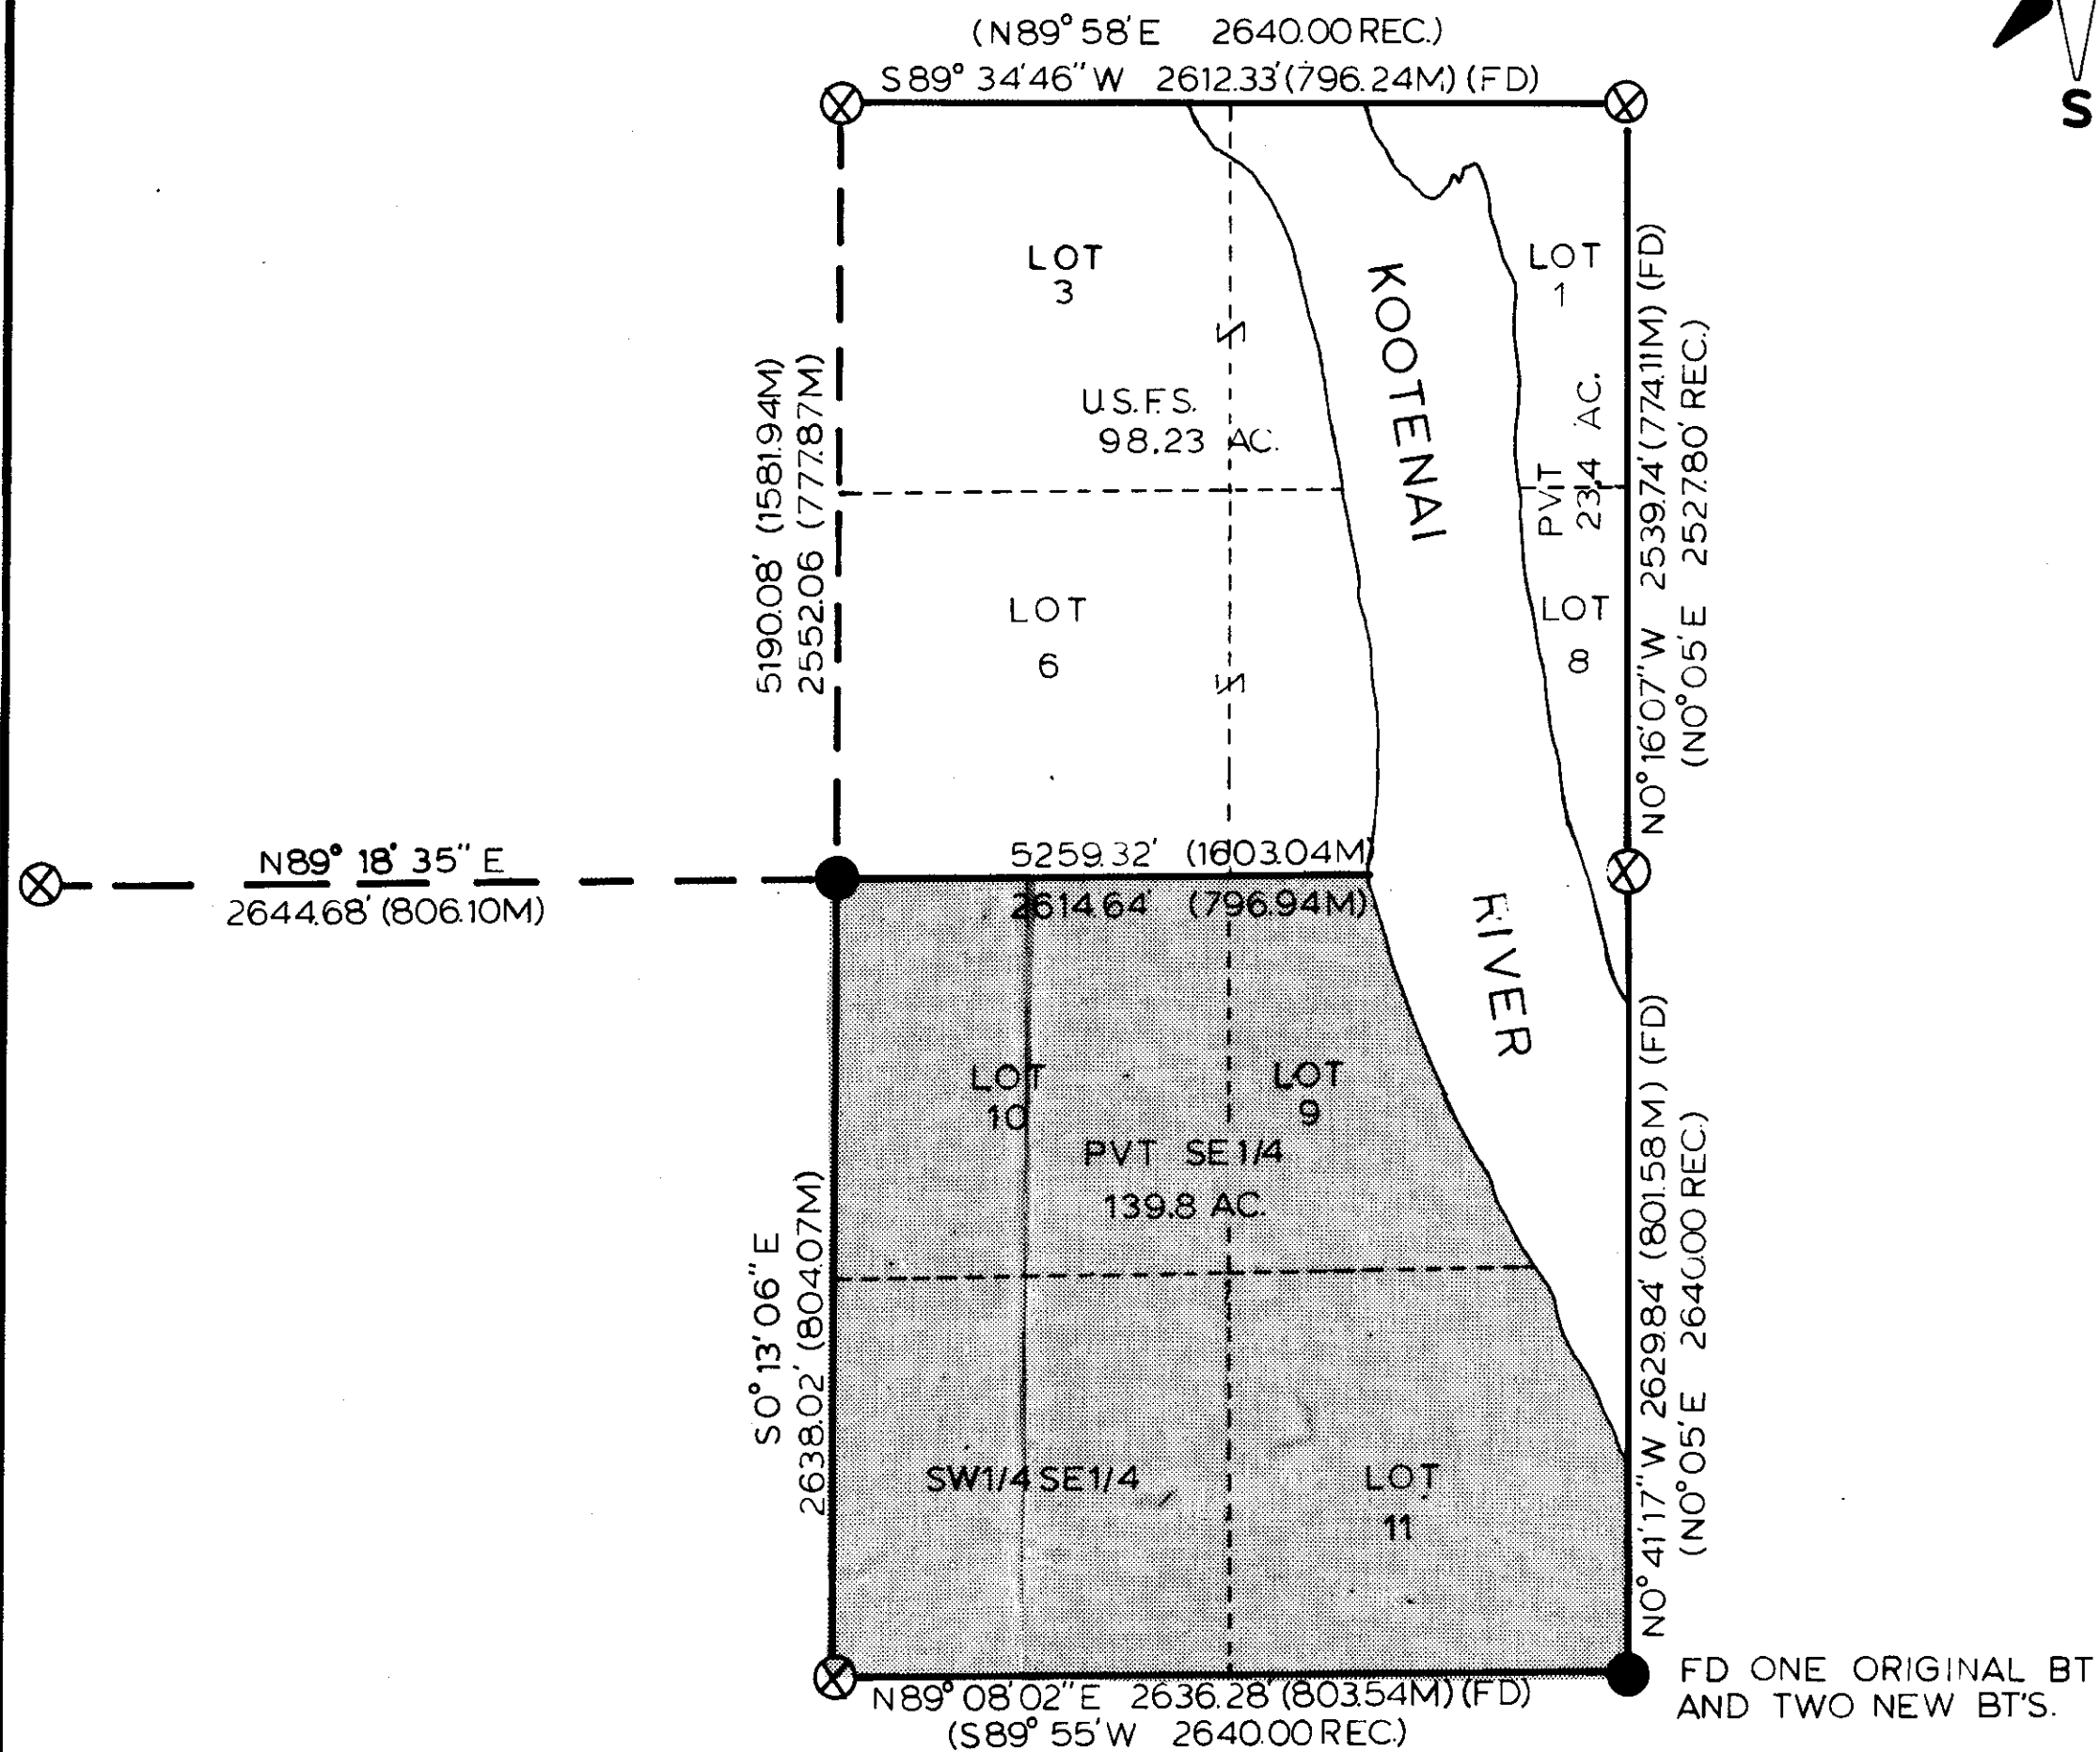 (N89° 58' E 2640.00 REC.)
S 89° 34' 46" W 2612.33' (796.24M) (FD)
S
LOT
3
LOT
1
KOOTENAI
U.S.F.S.
98.23 AC.
PVT
23.4 AC.
5190.08' (1581.94M)
2552.06 (777.87M)
N0° 16' 07" W 2539.74' (774.11M) (FD)
(N0° 05' E 2527.80' REC.)
LOT
6
LOT
8
N89° 18' 35" E
2644.68' (806.10M)
5259.32' (1603.04M)
2614.64' (796.94M)
RIVER
LOT
10
LOT
9
PVT SE 1/4
139.8 AC.
S0° 13' 06" E
2638.02' (804.07M)
N0° 41' 17" W 2629.84' (801.58M) (FD)
(N0° 05' E 2640.00 REC.)
SW1/4 SE1/4
LOT
11
FD ONE ORIGINAL BT
AND TWO NEW BT'S.
N89° 08' 02" E 2636.28' (803.54M) (FD)
(S89° 55' W 2640.00 REC.)